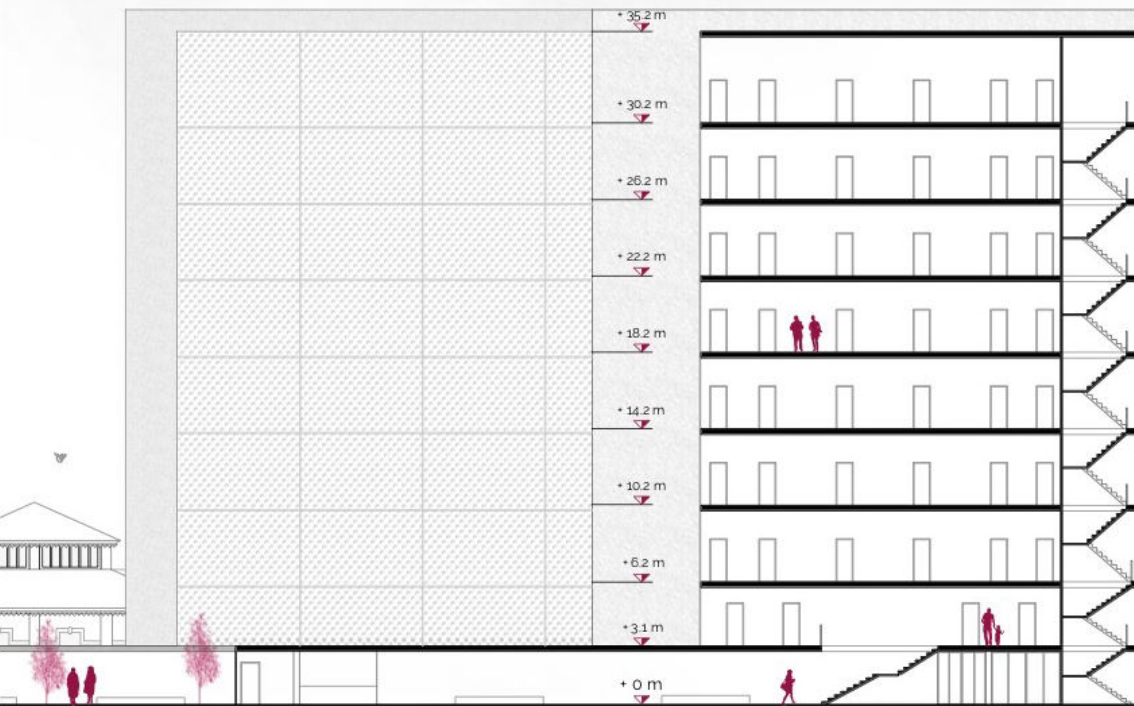 + 35.2 m
+ 30.2 m
+ 26.2 m
+ 22.2 m
+ 18.2 m
+ 14.2 m
+ 10.2 m
+ 6.2 m
+ 3.1 m
+ 0 m